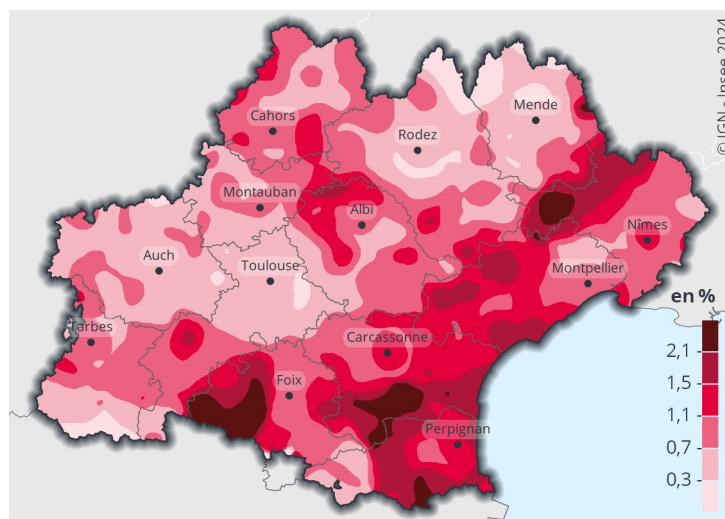 © IGN - Insee 2024
Mende
Cahors
Rodez
Montauban
Albi
Nîmes
Auch
Toulouse
Montpellier
en %
Tarbes
Carcassonne
2,1
1,5
Foix
1,1
Perpignan
0,7
0,3